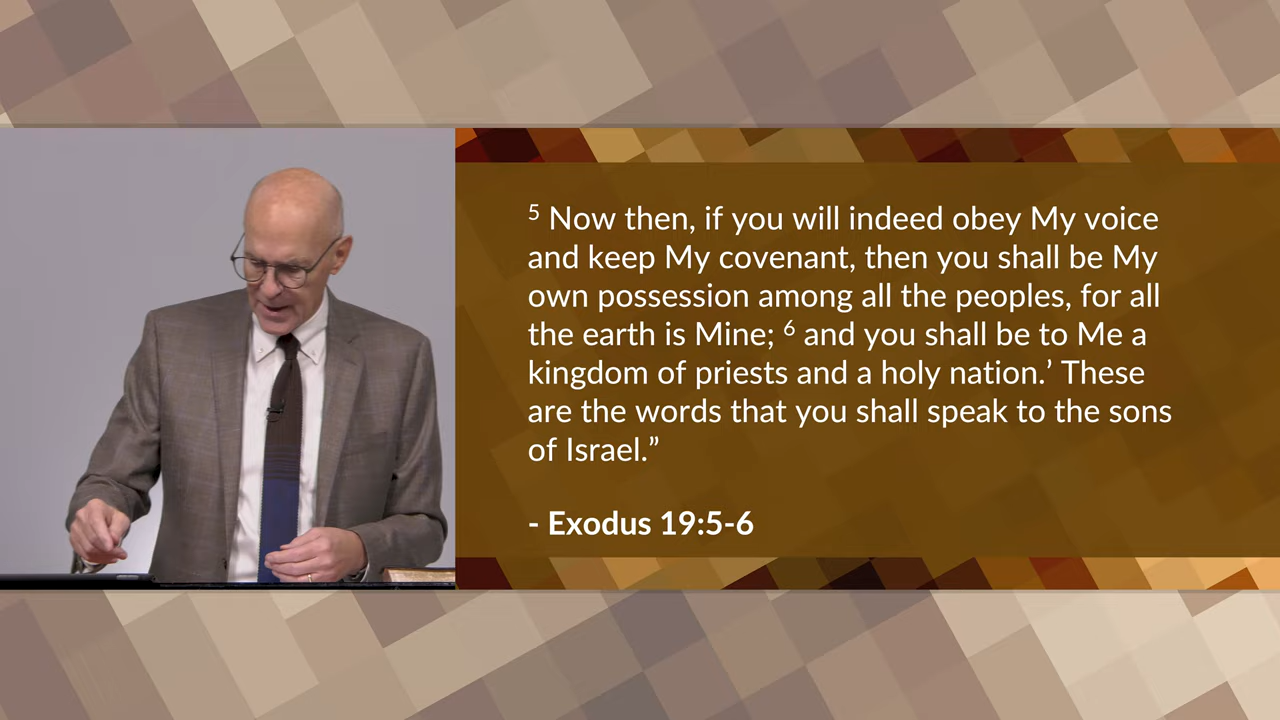 5 Now then, if you will indeed obey My voice
and keep My covenant, then you shall be My
own possession among all the peoples, for all
the earth is Mine; 6 and you shall be to Me a
kingdom of priests and a holy nation.’ These
are the words that you shall speak to the sons
of Israel.”
- Exodus 19:5-6